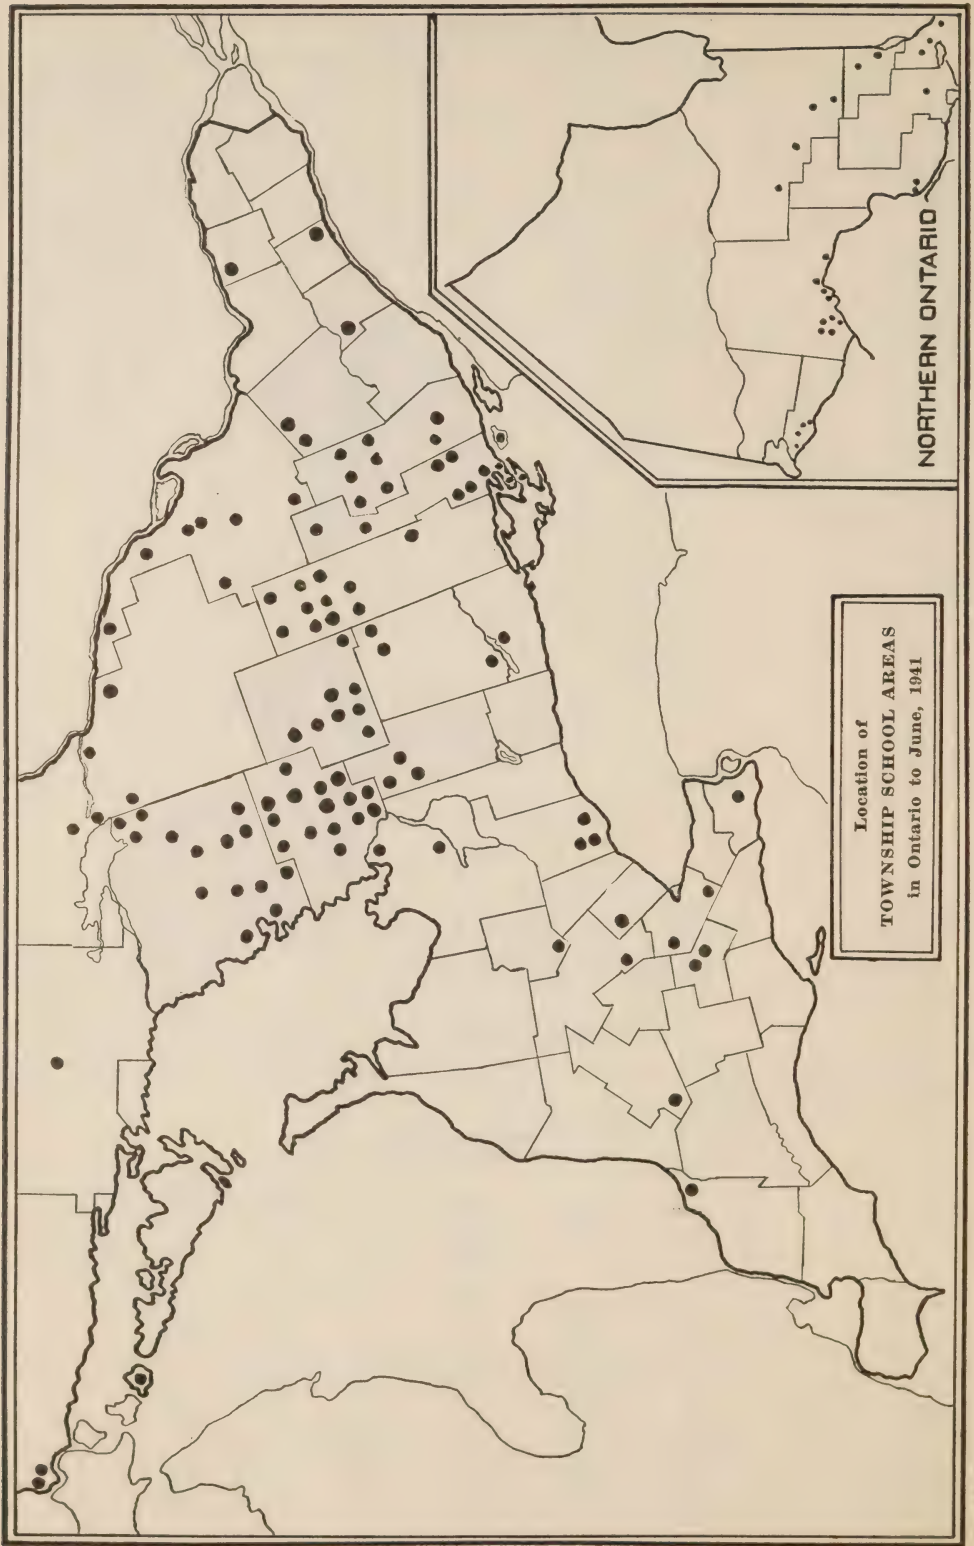 NORTHERN ONTARIO
Location of
TOWNSHIP SCHOOL AREAS
in Ontario to June, 1941